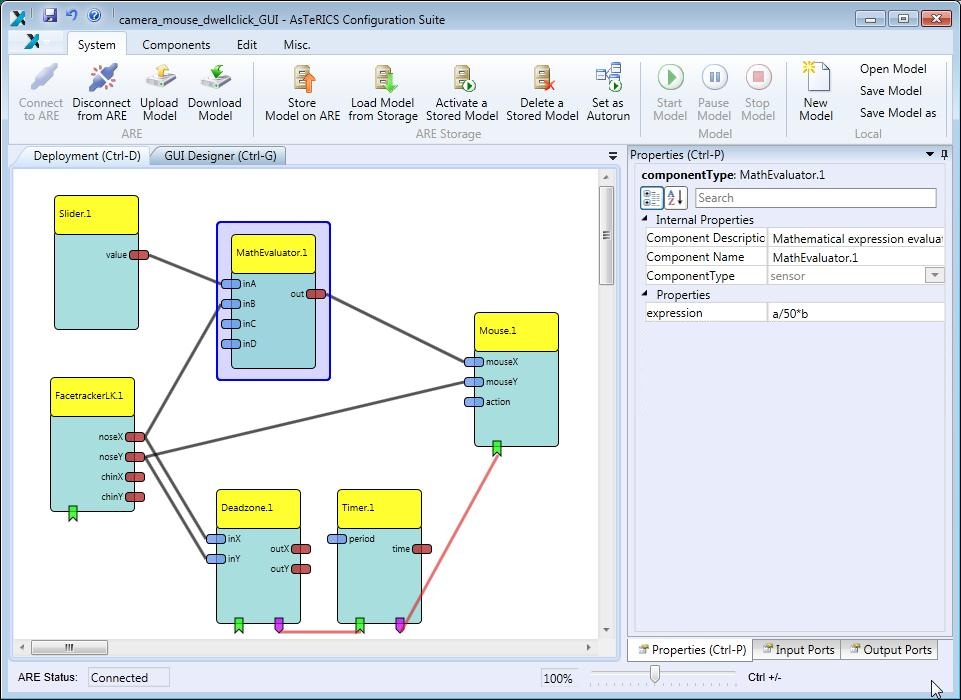 camera_mouse_dwellclick_GUI - AsTeRICS Configuration Suite
System Components Edit Misc.
Connect to ARE
Disconnect from ARE
Upload Model
Download Model
ARE
Store Model on ARE
Load Model from Storage
Activate a Stored Model
Delete a Stored Model
Set as Autorun
ARE Storage
Start Model
Pause Model
Stop Model
Model
New Model
Open Model
Save Model
Save Model as
Local
Deployment (Ctrl-D) GUI Designer (Ctrl-G)
Slider.1
value
MathEvaluator.1
inA
out
inB
inC
inD
Mouse.1
mouseX
mouseY
action
FacetrackerLK.1
noseX
noseY
chinX
chinY
Deadzone.1
inX
outX
inY
outY
Timer.1
period
time
Properties (Ctrl-P)
componentType: MathEvaluator.1
Search
Internal Properties
Component Descriptio Mathematical expression evaluat
Component Name MathEvaluator.1
ComponentType sensor
Properties
expression a/50*b
Properties (Ctrl-P) Input Ports Output Ports
ARE Status: Connected
100%
Ctrl +/-